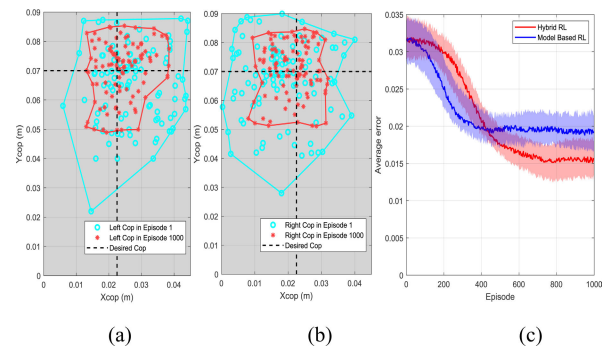 0.09
0.08
0.07
0.06
0.05
0.04
0.03
0.02
0.01
0
Ycop (m)
0
0.01
0.02
0.03
0.04
Xcop (m)
Left Cop in Episode 1
Left Cop in Episode 1000
Desired Cop
(a)
0.09
0.08
0.07
0.06
0.05
0.04
0.03
0.02
0.01
0
Ycop (m)
0
0.01
0.02
0.03
0.04
Xcop (m)
Right Cop in Episode 1
Right Cop in Episode 1000
Desired Cop
(b)
0.035
0.03
0.025
0.02
0.015
0.01
0.005
0
Average error
0
200
400
600
800
1000
Episode
Hybrid RL
Model Based RL
(c)